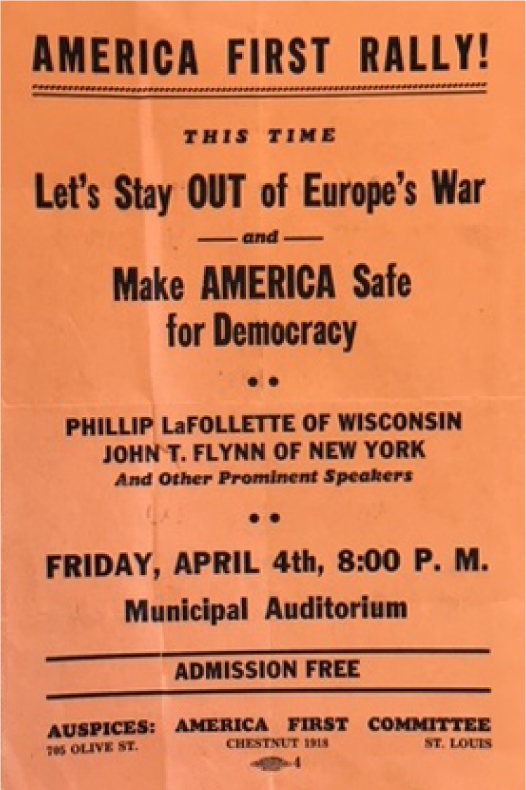 AMERICA FIRST RALLY!
THIS TIME
Let's Stay OUT of Europe's War
and
Make AMERICA Safe
for Democracy
PHILLIP LaFOLLETTE OF WISCONSIN
JOHN T. FLYNN OF NEW YORK
And Other Prominent Speakers
FRIDAY, APRIL 4th, 8:00 P. M.
Municipal Auditorium
ADMISSION FREE
AUSPICES: AMERICA FIRST COMMITTEE
705 OLIVE ST. CHESTNUT 1918 ST. LOUIS
4